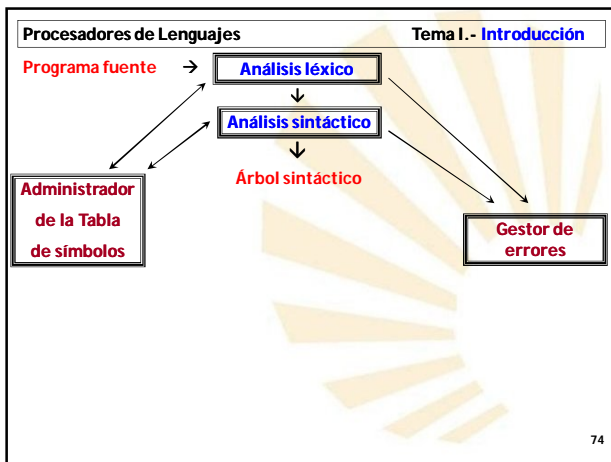 Procesadores de Lenguajes Tema I.- Introducción
Programa fuente → Análisis léxico
Análisis sintáctico
Árbol sintáctico
Administrador
de la Tabla
de símbolos
Gestor de
errores
74